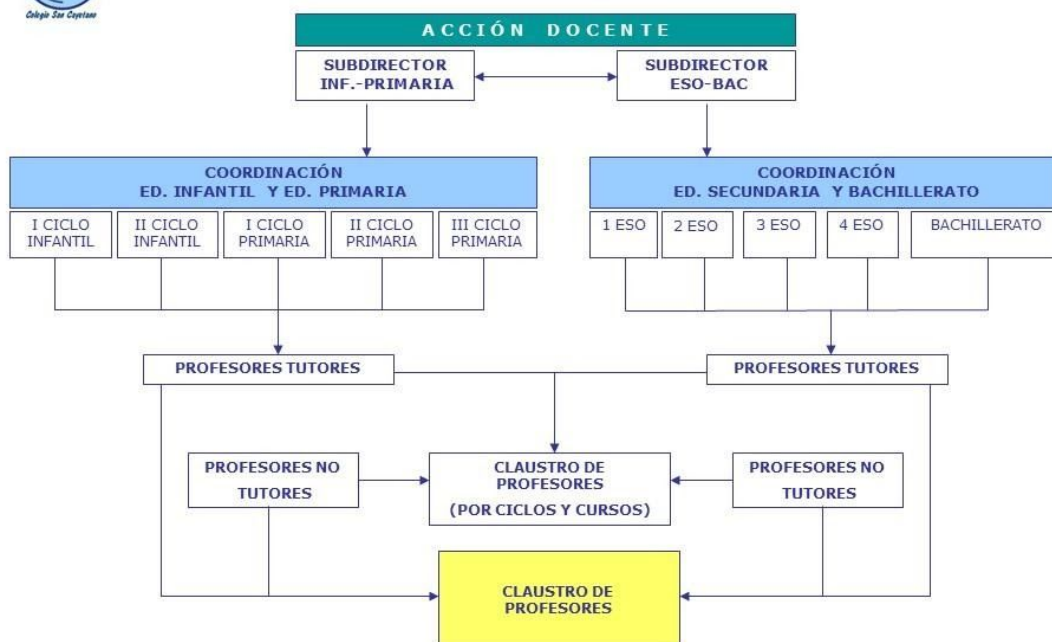 Colegio San Cayetano
ACCIÓN DOCENTE
SUBDIRECTOR
INF.-PRIMARIA
SUBDIRECTOR
ESO-BAC
COORDINACIÓN
ED. INFANTIL Y ED. PRIMARIA
COORDINACIÓN
ED. SECUNDARIA Y BACHILLERATO
I CICLO
INFANTIL
II CICLO
INFANTIL
I CICLO
PRIMARIA
II CICLO
PRIMARIA
III CICLO
PRIMARIA
1 ESO
2 ESO
3 ESO
4 ESO
BACHILLERATO
PROFESORES TUTORES
PROFESORES TUTORES
PROFESORES NO
TUTORES
CLAUSTRO DE
PROFESORES
(POR CICLOS Y CURSOS)
PROFESORES NO
TUTORES
CLAUSTRO DE
PROFESORES